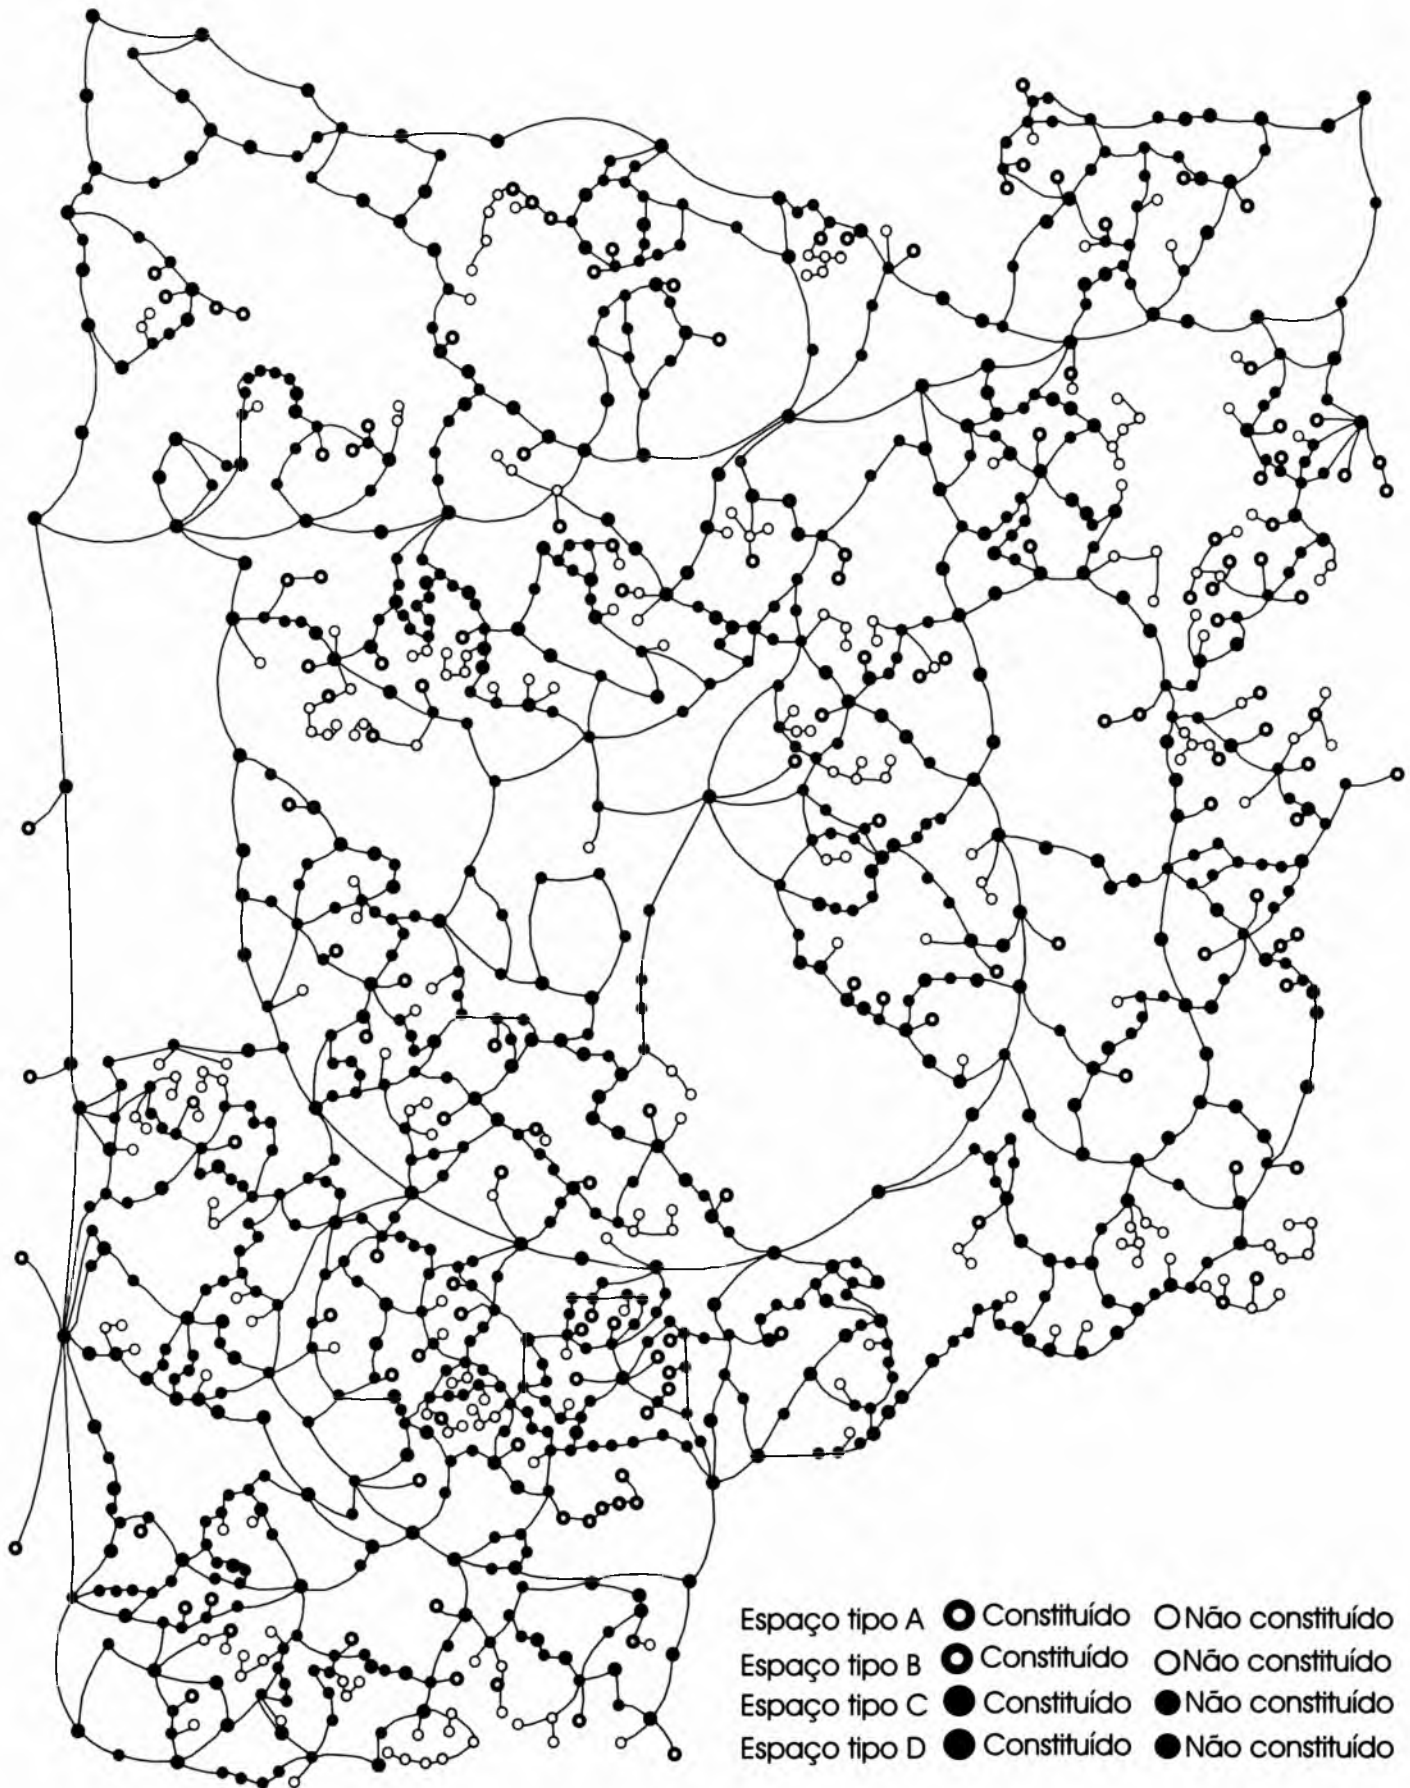 Espaço tipo A Constituído Não constituído
Espaço tipo B Constituído Não constituído
Espaço tipo C Constituído Não constituído
Espaço tipo D Constituído Não constituído